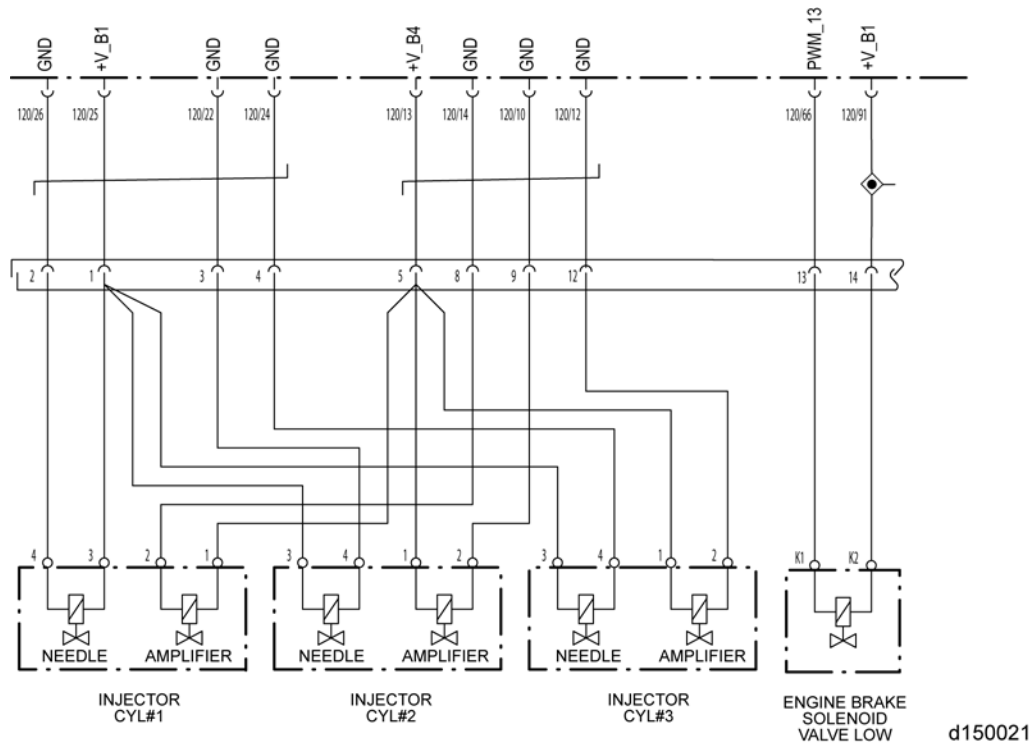 GND +V_B1 GND GND +V_B4 GND GND GND PWM_13 +V_B1
120/26 120/25 120/22 120/24 120/13 120/14 120/10 120/12 120/66 120/91
2 1 3 4 5 8 9 12 13 14
4 3 2 1 3 4 1 2 3 4 1 2 K1 K2
NEEDLE AMPLIFIER NEEDLE AMPLIFIER NEEDLE AMPLIFIER
INJECTOR
CYL#1
INJECTOR
CYL#2
INJECTOR
CYL#3
ENGINE BRAKE
SOLENOID
VALVE LOW
d150021